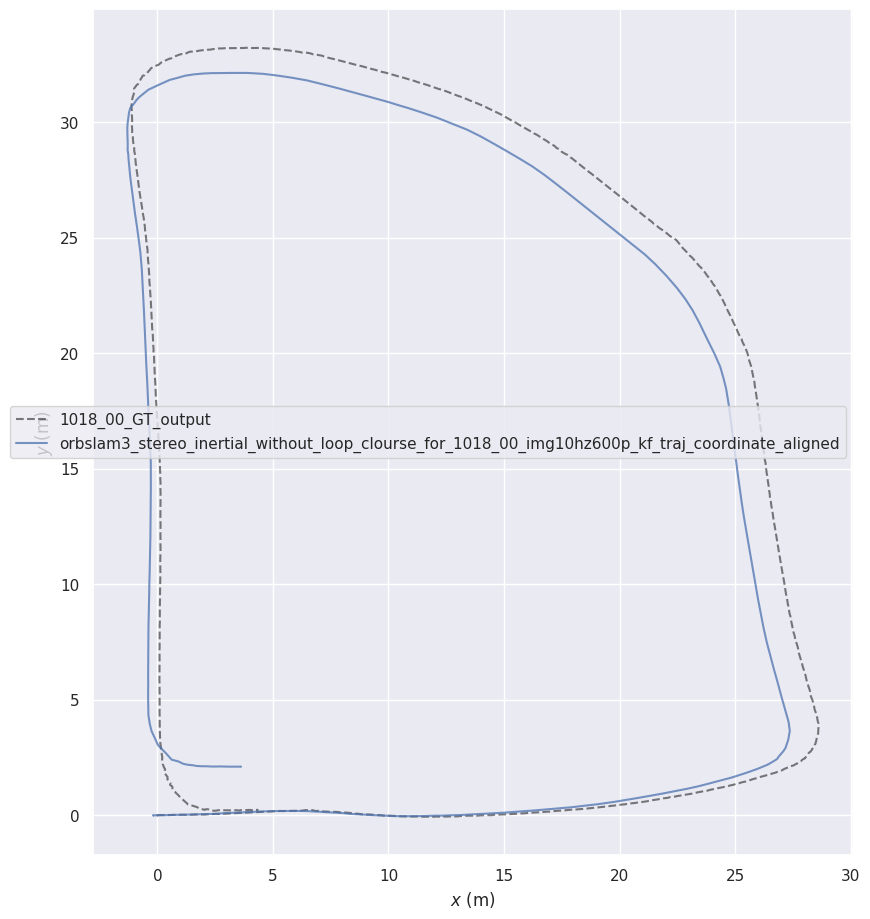 30
25
20
1018_00_GT_output
y (m)
orbslam3_stereo_inertial_without_loop_clourse_for_1018_00_img10hz600p_kf_traj_coordinate_aligned
15
10
5
0
0 5 10 15 20 25 30
x (m)